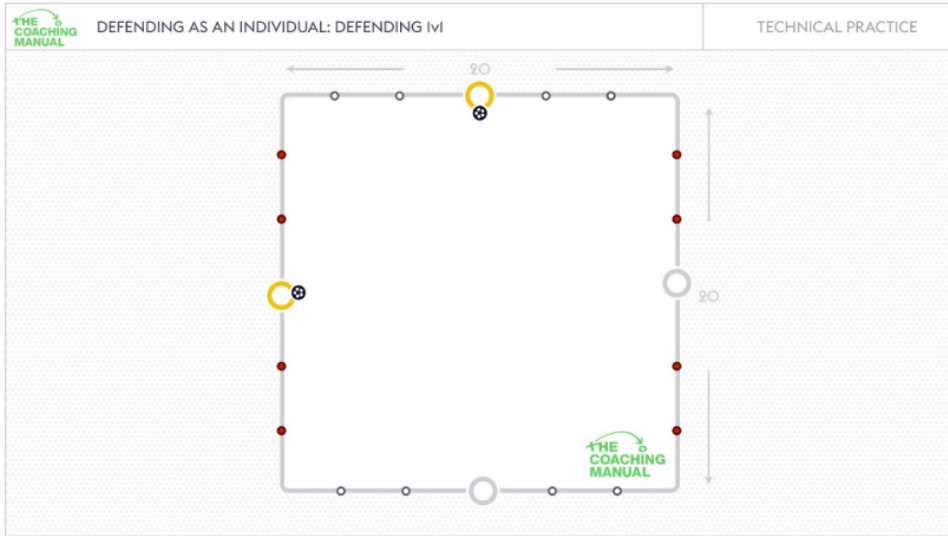 THE
COACHING
MANUAL
DEFENDING AS AN INDIVIDUAL: DEFENDING 1v1
TECHNICAL PRACTICE
20
20
THE
COACHING
MANUAL